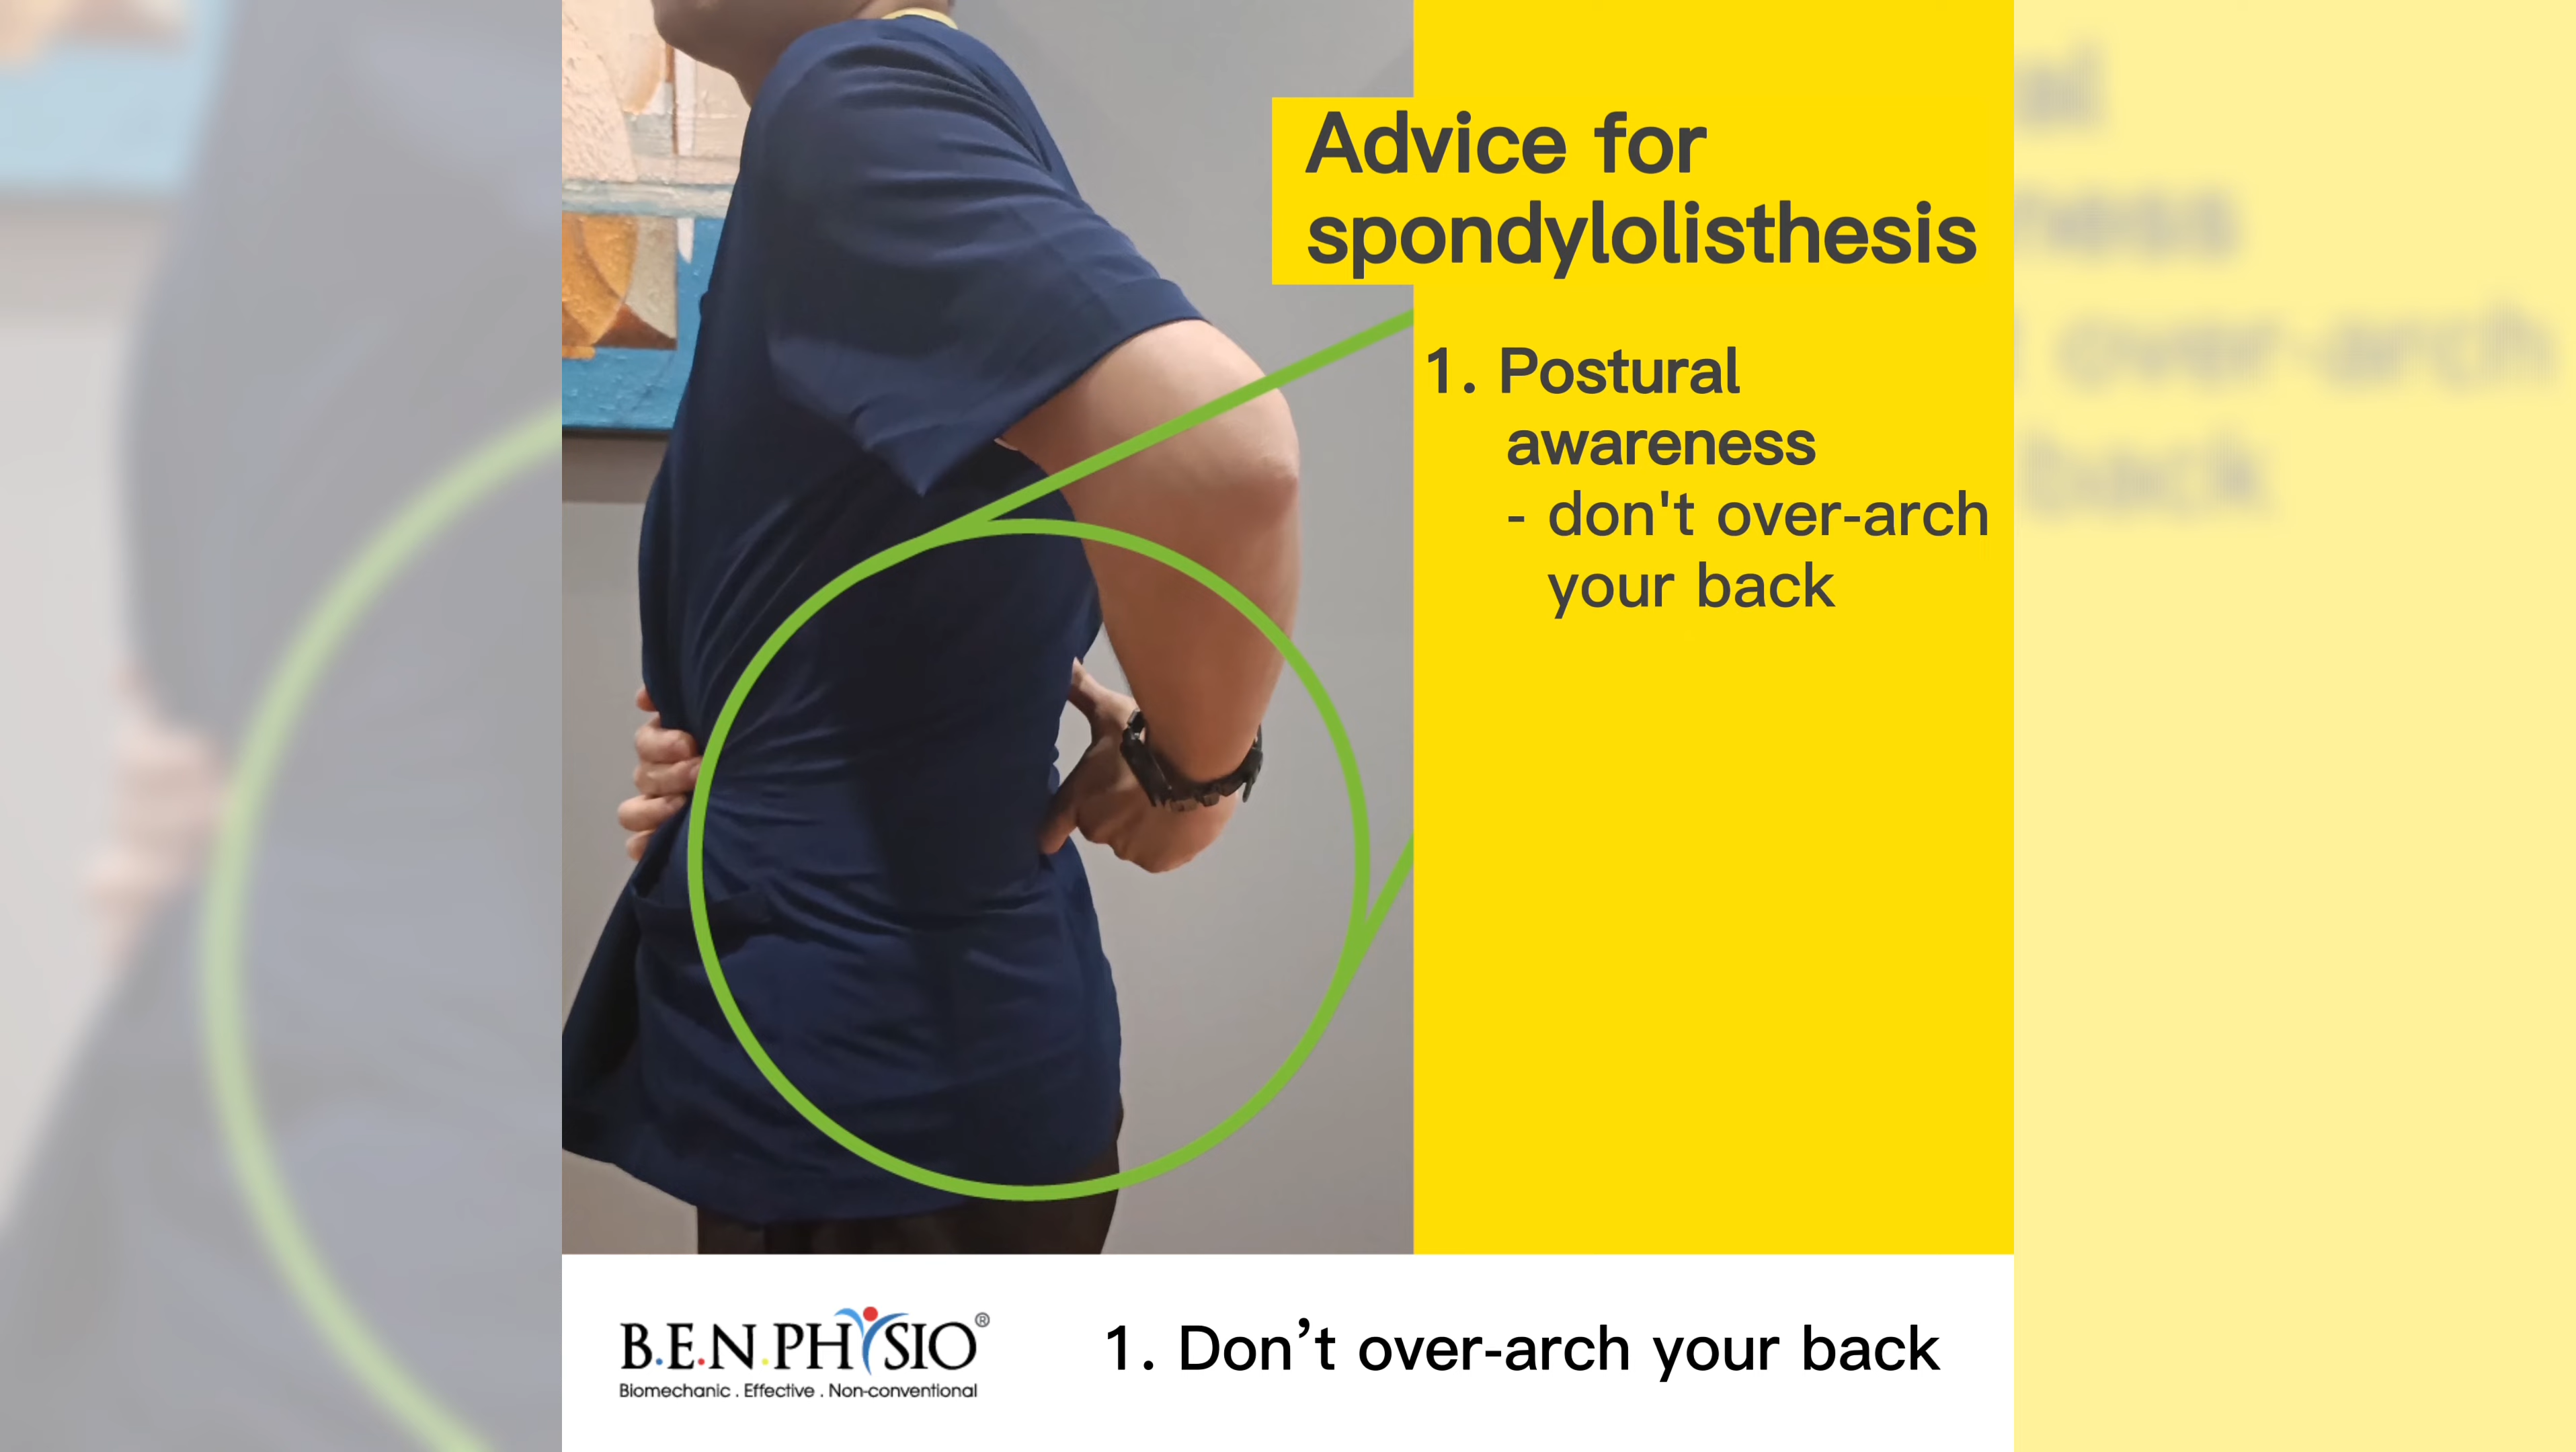 Advice for
spondylolisthesis
1. Postural
awareness
- don't over-arch
your back
B.E.N.PHYSIO®
Biomechanic . Effective . Non-conventional
1. Don’t over-arch your back